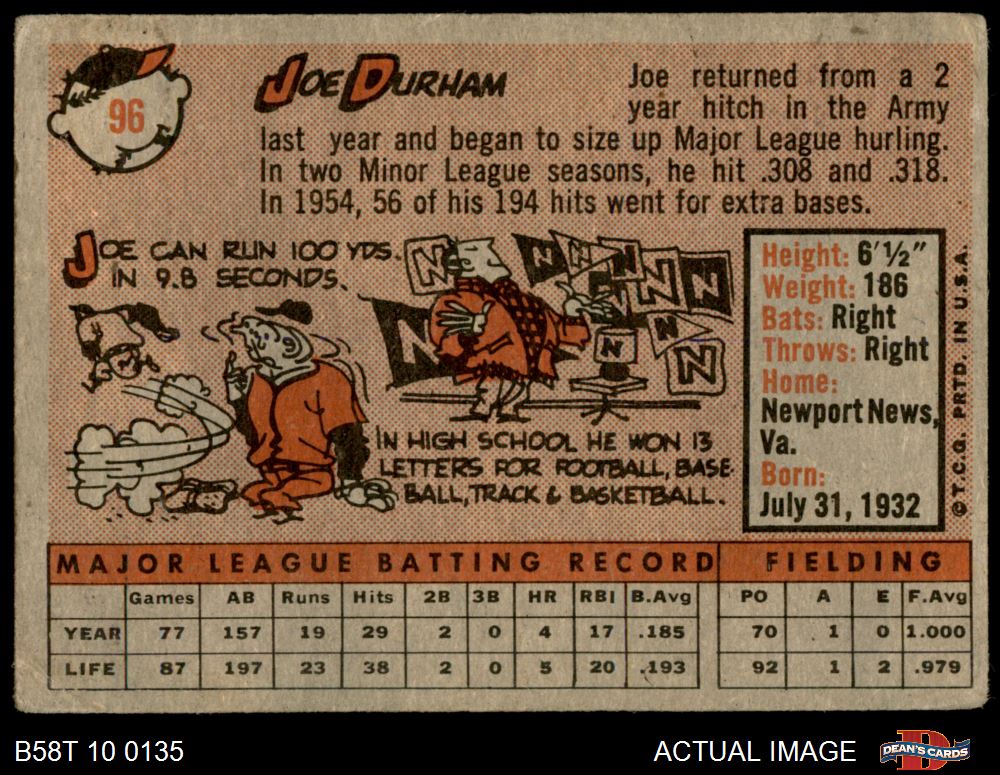 96
JOE DURHAM
Joe returned from a 2
year hitch in the Army
last year and began to size up Major League hurling.
In two Minor League seasons, he hit .308 and .318.
In 1954, 56 of his 194 hits went for extra bases.
JOE CAN RUN 100 YDS.
IN 9.8 SECONDS.
N N N N N N N
N N N N
IN HIGH SCHOOL HE WON 13
LETTERS FOR FOOTBALL, BASE-
BALL, TRACK & BASKETBALL.
Height: 6'½"
Weight: 186
Bats: Right
Throws: Right
Home:
Newport News,
Va.
Born:
July 31, 1932
© T.C.G. PRTD. IN U.S.A.
MAJOR LEAGUE BATTING RECORD FIELDING
Games AB Runs Hits 2B 3B HR RBI B.Avg PO A E F.Avg
YEAR 77 157 19 29 2 0 4 17 .185 70 1 0 1.000
LIFE 87 197 23 38 2 0 5 20 .193 92 1 2 .979
B58T 10 0135 ACTUAL IMAGE DEAN'S CARDS